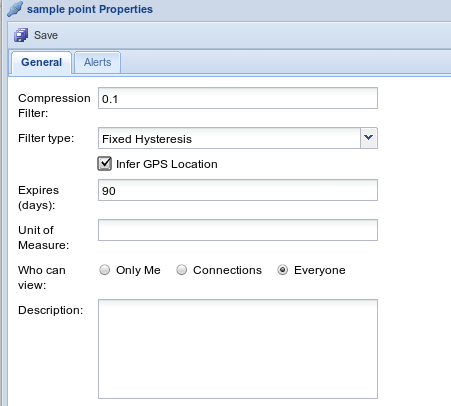 sample point Properties
Save
General Alerts
Compression Filter: 0.1
Filter type: Fixed Hysteresis
Infer GPS Location
Expires (days): 90
Unit of Measure:
Who can view: Only Me Connections Everyone
Description: